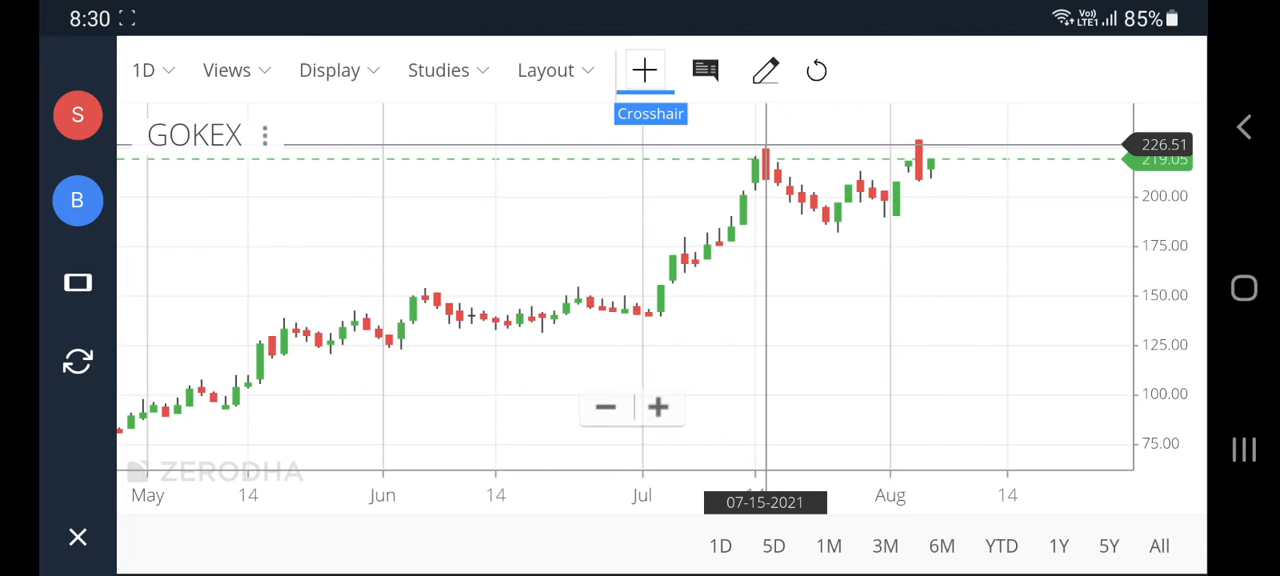 8:30
Vo)) LTE1 85%
S
B
1D Views Display Studies Layout
Crosshair
GOKEX
226.51
219.05
200.00
175.00
150.00
125.00
100.00
75.00
ZERODHA
May 14 Jun 14 Jul Aug 14
07-15-2021
1D 5D 1M 3M 6M YTD 1Y 5Y All